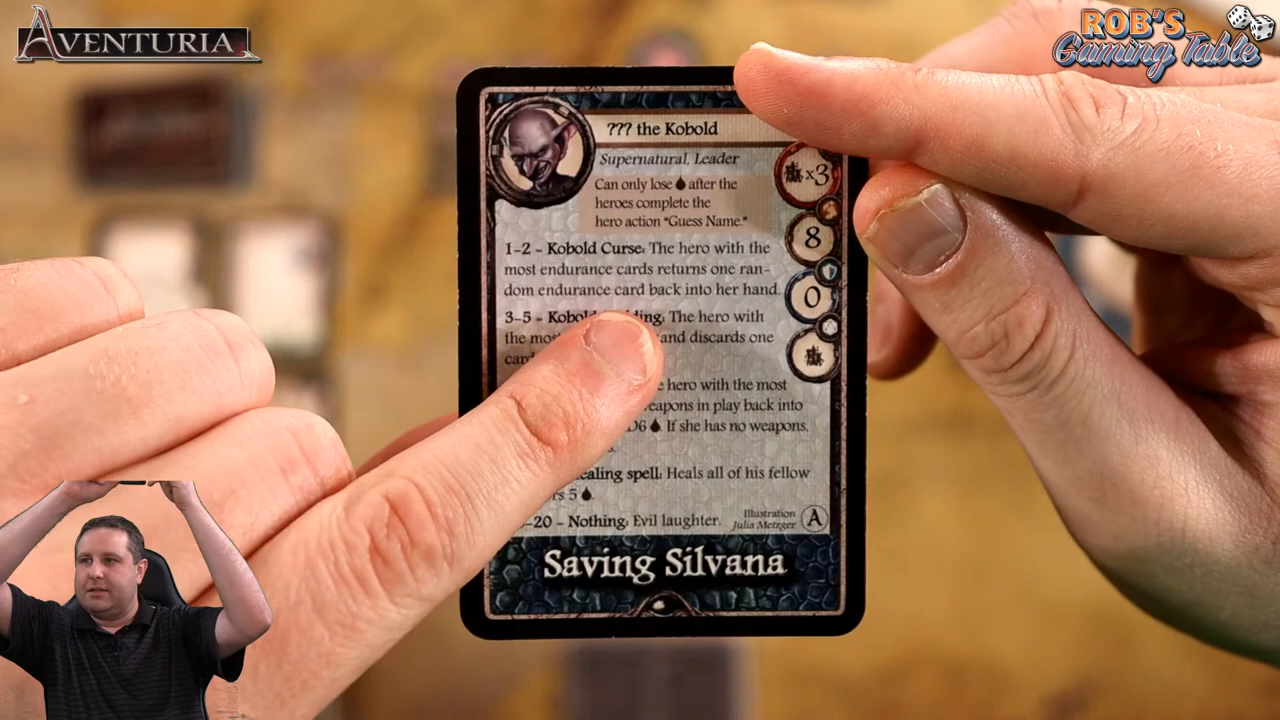 AVENTURIA
ROB'S
Gaming Table
??? the Kobold
Supernatural, Leader
Can only lose after the
heroes complete the
hero action "Guess Name."
x3
8
0
1-2 - Kobold Curse: The hero with the
most endurance cards returns one ran-
dom endurance card back into her hand.
3-5 - Kobold The hero with
the and discards one
hero with the most
weapons in play back into
If she has no weapons,
healing spell: Heals all of his fellow
5
-20 - Nothing: Evil laughter.
Illustration
Julia Metzger
A
Saving Silvana